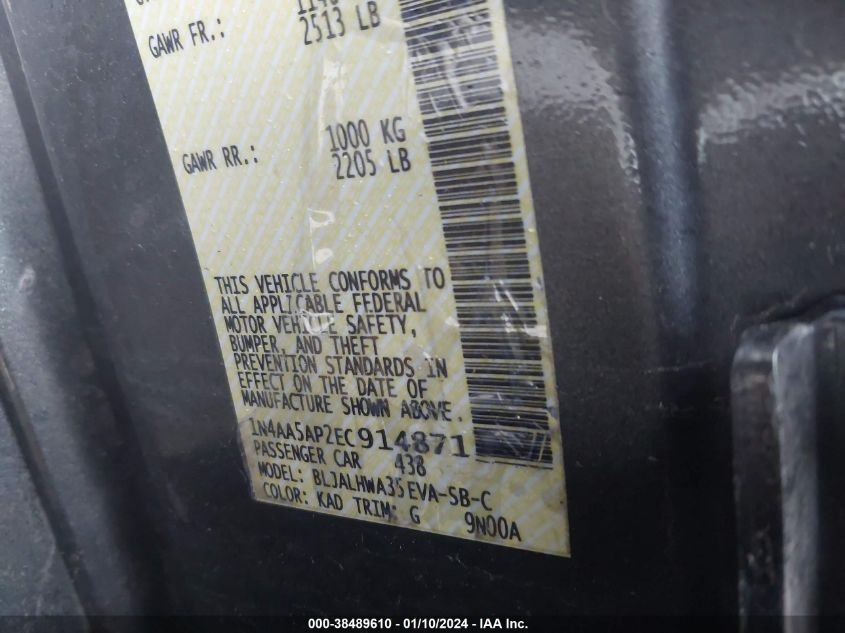 GAWR FR.:
2513 LB
GAWR RR.: 1000 KG
2205 LB
THIS VEHICLE CONFORMS TO
ALL APPLICABLE FEDERAL
MOTOR VEHICLE SAFETY,
BUMPER, AND THEFT
PREVENTION STANDARDS IN
EFFECT ON THE DATE OF
MANUFACTURE SHOWN ABOVE.
1N4AA5AP2EC914871
PASSENGER CAR 438
MODEL: BLJALHWA35EVA-SB-C
COLOR: KAD TRIM: G 9N00A
000-38489610 - 01/10/2024 - IAA Inc.